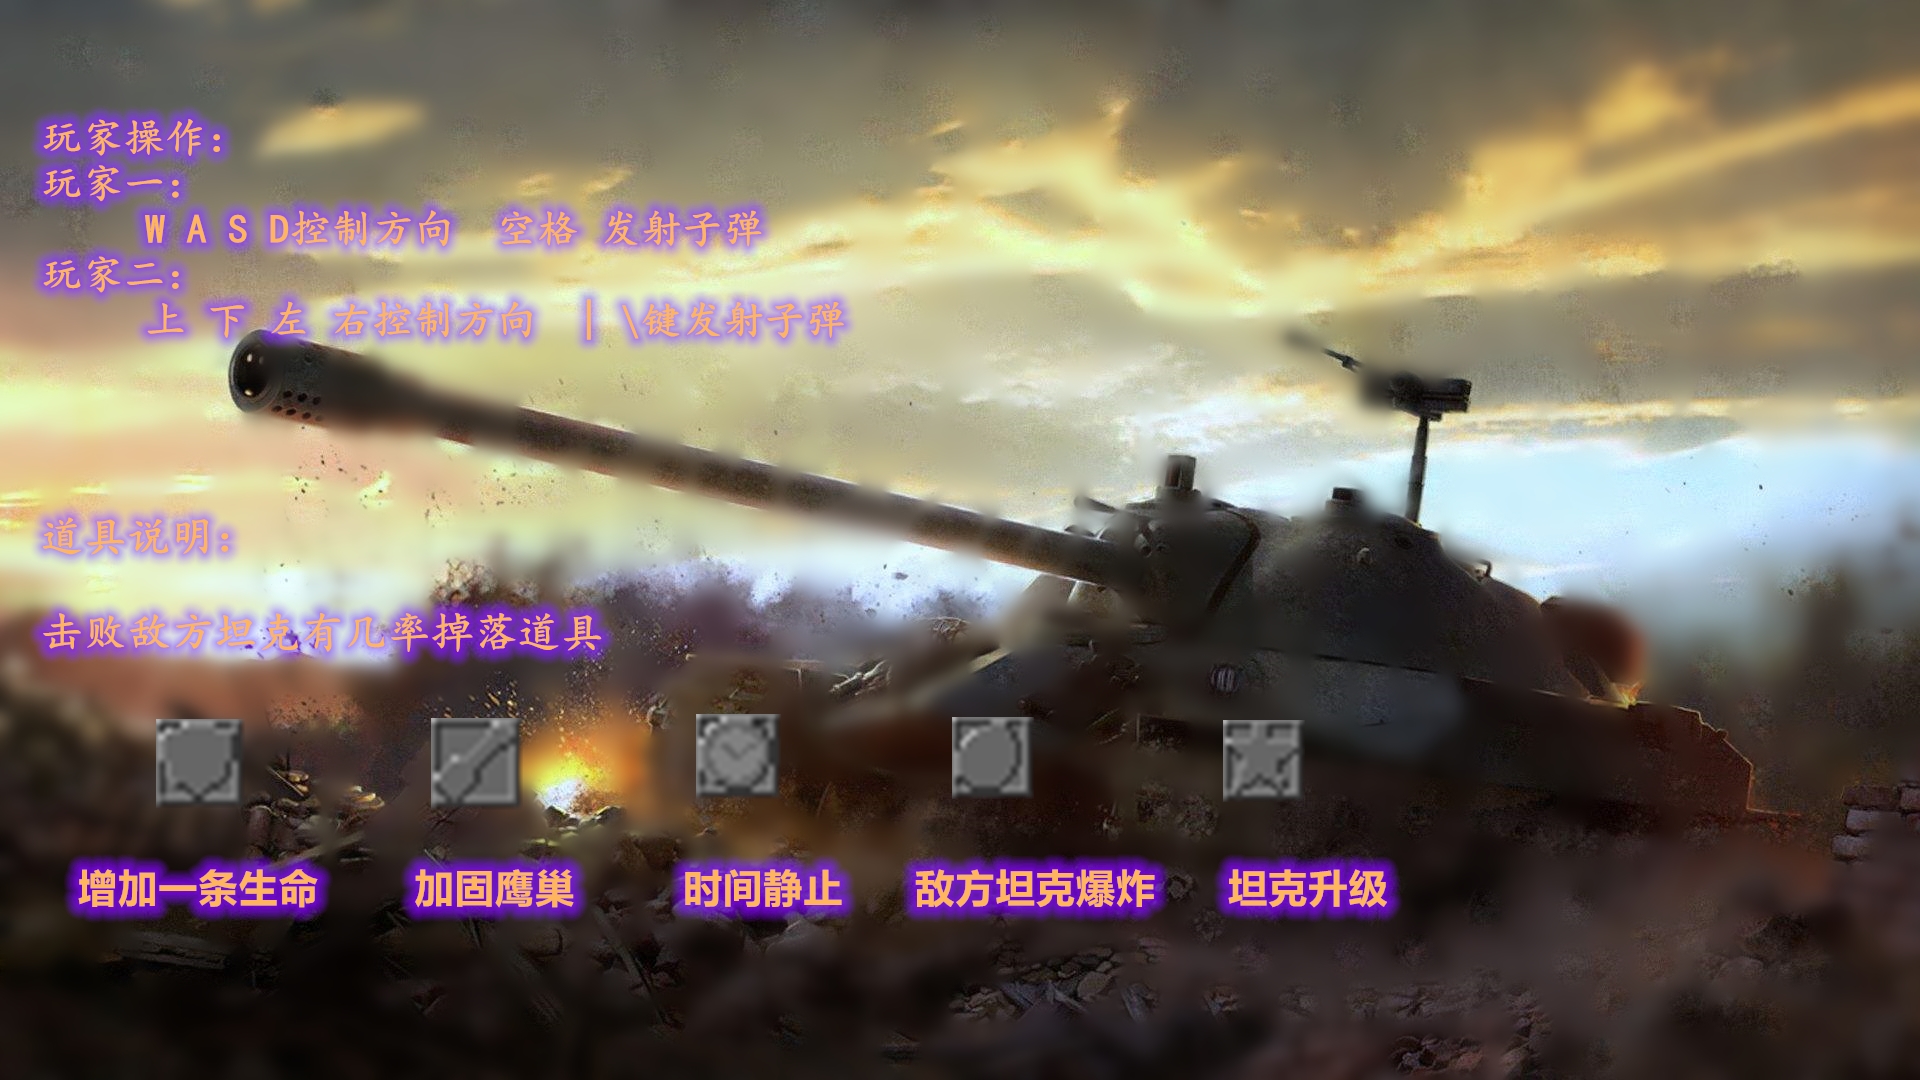 玩家操作：
玩家一：
W A S D控制方向 空格 发射子弹
玩家二：
上 下 左 右控制方向 | \键发射子弹
道具说明：
击败敌方坦克有几率掉落道具
增加一条生命 加固鹰巢 时间静止 敌方坦克爆炸 坦克升级